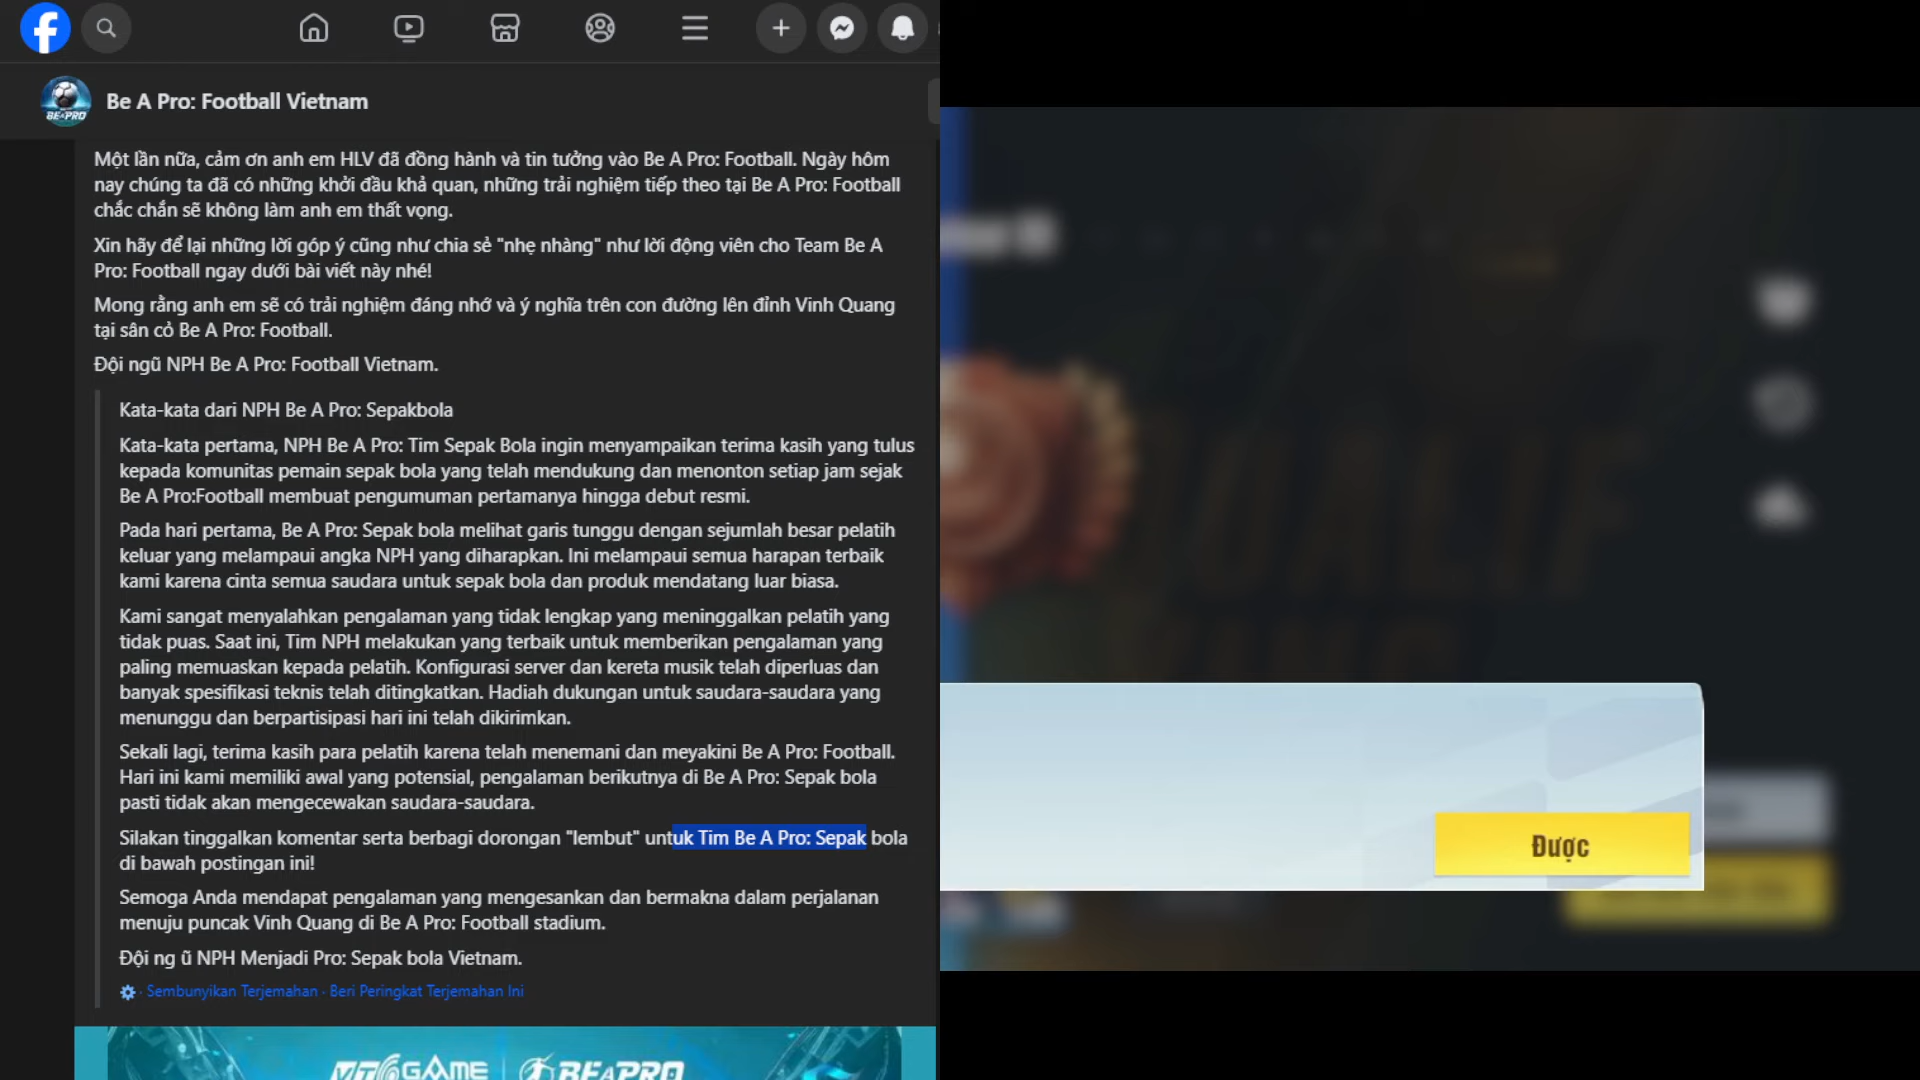 Be A Pro: Football Vietnam
BE A PRO
Một lần nữa, cảm ơn anh em HLV đã đồng hành và tin tưởng vào Be A Pro: Football. Ngày hôm
nay chúng ta đã có những khởi đầu khả quan, những trải nghiệm tiếp theo tại Be A Pro: Football
chắc chắn sẽ không làm anh em thất vọng.
Xin hãy để lại những lời góp ý cũng như chia sẻ "nhẹ nhàng" như lời động viên cho Team Be A
Pro: Football ngay dưới bài viết này nhé!
Mong rằng anh em sẽ có trải nghiệm đáng nhớ và ý nghĩa trên con đường lên đỉnh Vinh Quang
tại sân cỏ Be A Pro: Football.
Đội ngũ NPH Be A Pro: Football Vietnam.
Kata-kata dari NPH Be A Pro: Sepakbola
Kata-kata pertama, NPH Be A Pro: Tim Sepak Bola ingin menyampaikan terima kasih yang tulus
kepada komunitas pemain sepak bola yang telah mendukung dan menonton setiap jam sejak
Be A Pro:Football membuat pengumuman pertamanya hingga debut resmi.
Pada hari pertama, Be A Pro: Sepak bola melihat garis tunggu dengan sejumlah besar pelatih
keluar yang melampaui angka NPH yang diharapkan. Ini melampaui semua harapan terbaik
kami karena cinta semua saudara untuk sepak bola dan produk mendatang luar biasa.
Kami sangat menyalahkan pengalaman yang tidak lengkap yang meninggalkan pelatih yang
tidak puas. Saat ini, Tim NPH melakukan yang terbaik untuk memberikan pengalaman yang
paling memuaskan kepada pelatih. Konfigurasi server dan kereta musik telah diperluas dan
banyak spesifikasi teknis telah ditingkatkan. Hadiah dukungan untuk saudara-saudara yang
menunggu dan berpartisipasi hari ini telah dikirimkan.
Sekali lagi, terima kasih para pelatih karena telah menemani dan meyakini Be A Pro: Football.
Hari ini kami memiliki awal yang potensial, pengalaman berikutnya di Be A Pro: Sepak bola
pasti tidak akan mengecewakan saudara-saudara.
Silakan tinggalkan komentar serta berbagi dorongan "lembut" untuk Tim Be A Pro: Sepak bola
di bawah postingan ini!
Semoga Anda mendapat pengalaman yang mengesankan dan bermakna dalam perjalanan
menuju puncak Vinh Quang di Be A Pro: Football stadium.
Đội ng ũ NPH Menjadi Pro: Sepak bola Vietnam.
· Sembunyikan Terjemahan · Beri Peringkat Terjemahan Ini
VTC GAME BE A PRO
Được